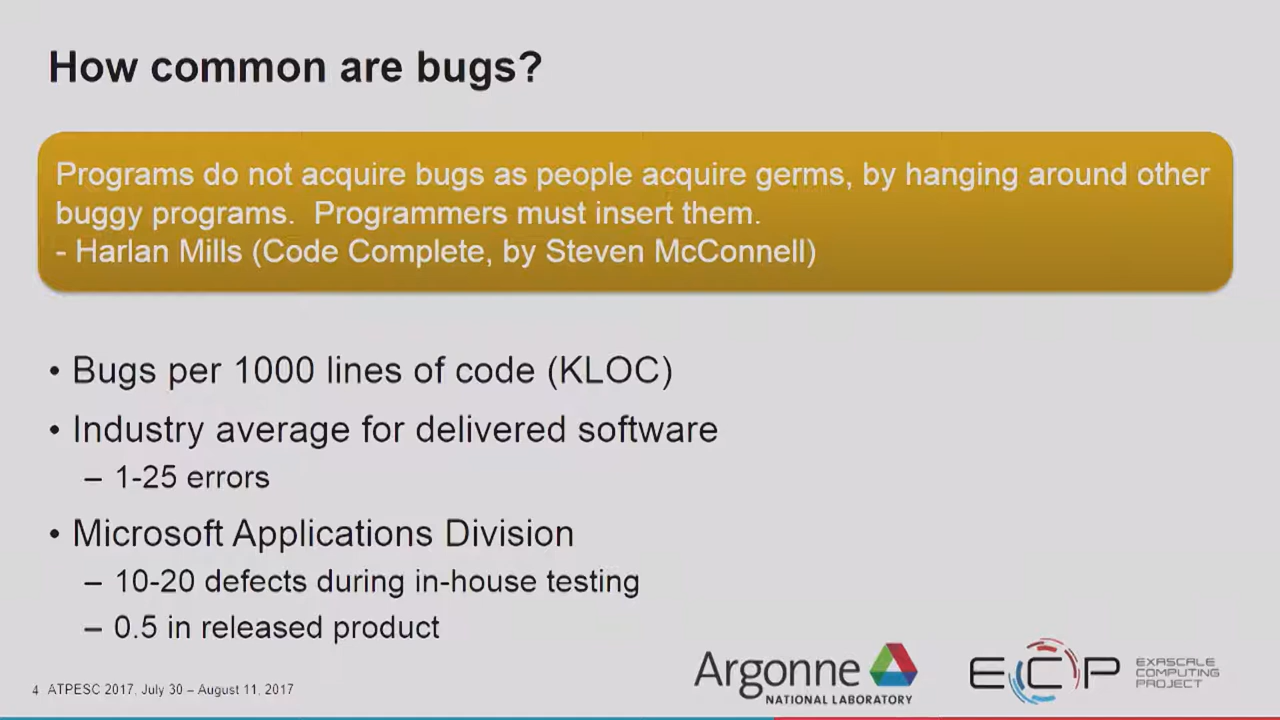 How common are bugs?
Programs do not acquire bugs as people acquire germs, by hanging around other
buggy programs.  Programmers must insert them.
- Harlan Mills (Code Complete, by Steven McConnell)
• Bugs per 1000 lines of code (KLOC)
• Industry average for delivered software
– 1-25 errors
• Microsoft Applications Division
– 10-20 defects during in-house testing
– 0.5 in released product
4 ATPESC 2017, July 30 – August 11, 2017
Argonne
NATIONAL LABORATORY
ECP
EXASCALE
COMPUTING
PROJECT